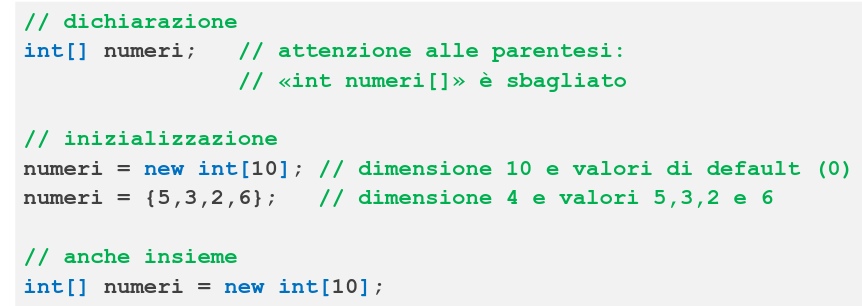 // dichiarazione
int[] numeri; // attenzione alle parentesi:
// «int numeri[]» è sbagliato
// inizializzazione
numeri = new int[10]; // dimensione 10 e valori di default (0)
numeri = {5,3,2,6}; // dimensione 4 e valori 5,3,2 e 6
// anche insieme
int[] numeri = new int[10];